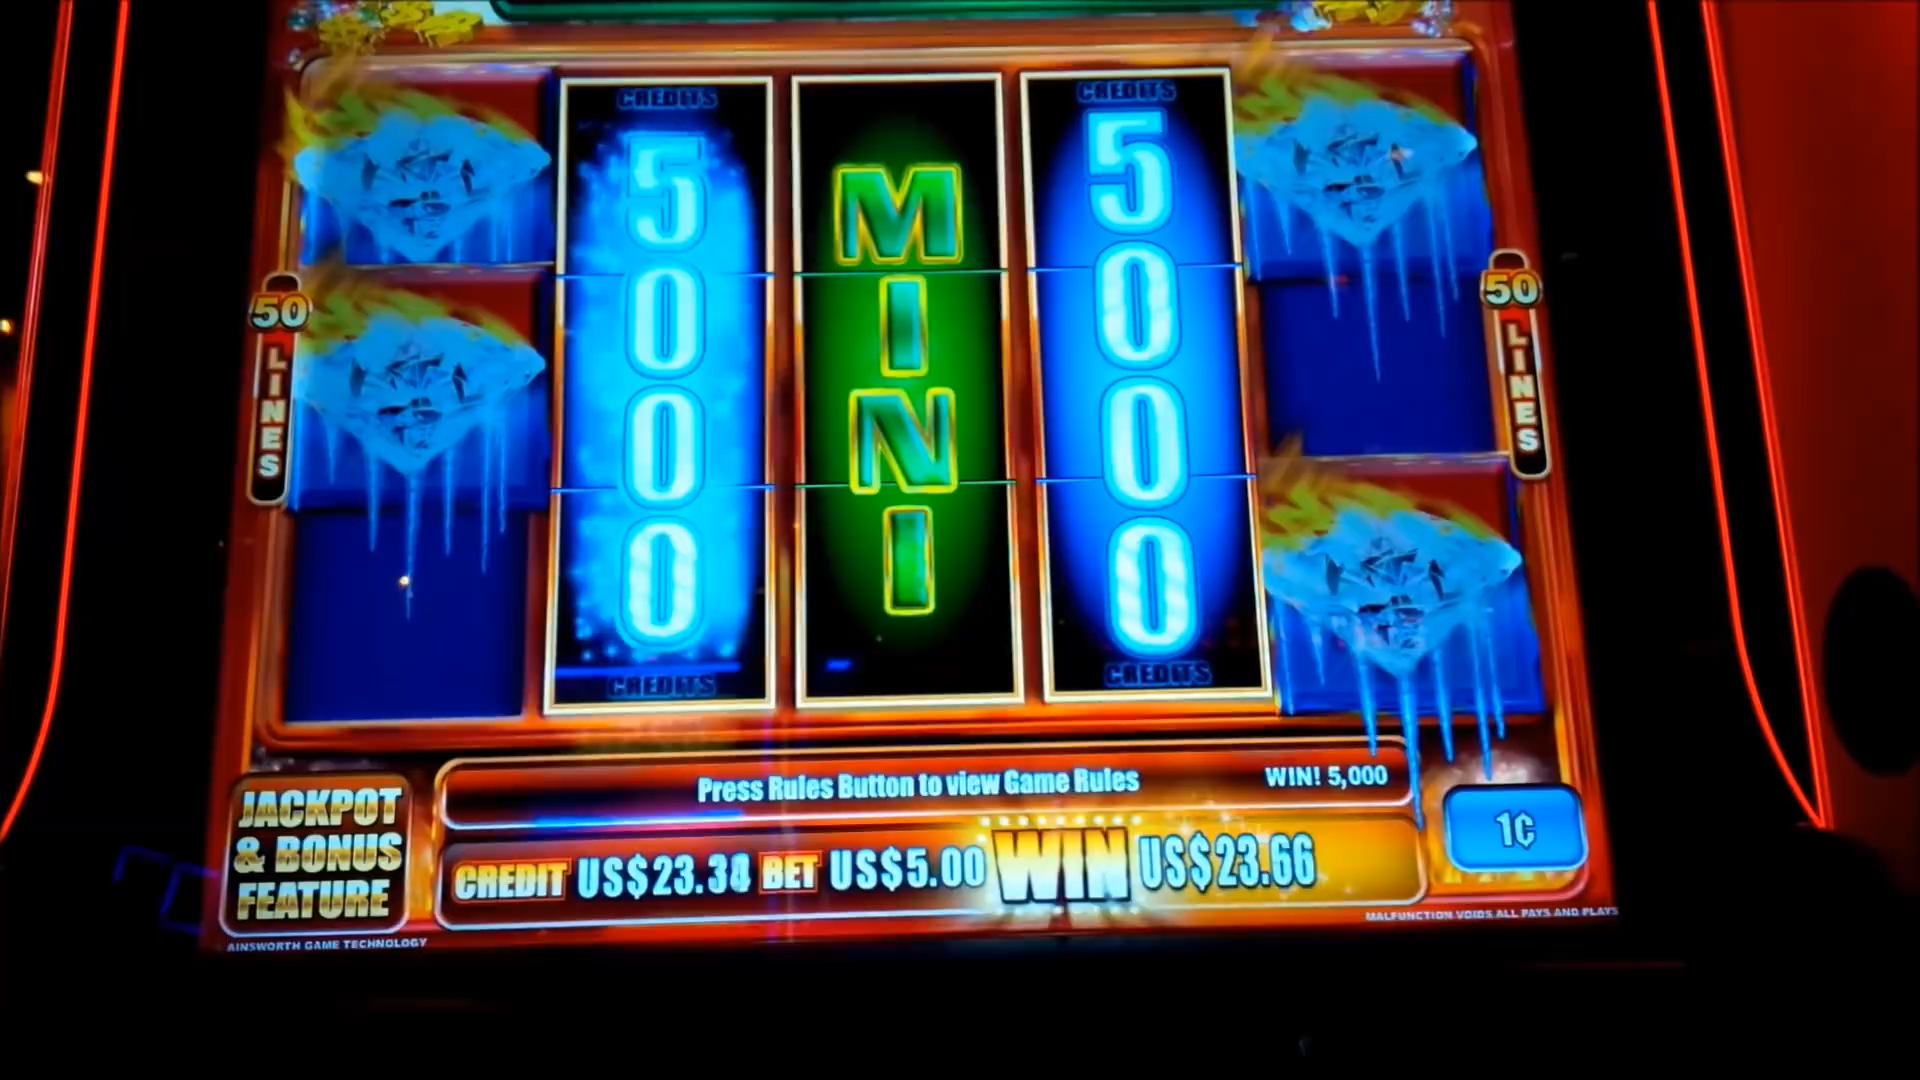 CREDITS
5000
CREDITS
MINI
CREDITS
5000
CREDITS
50
LINES
50
LINES
JACKPOT
& BONUS
FEATURE
Press Rules Button to view Game Rules
WIN! 5,000
CREDIT US$23.34 BET US$5.00 WIN US$23.66
1¢
AINSWORTH GAME TECHNOLOGY
MALFUNCTION VOIDS ALL PAYS AND PLAYS